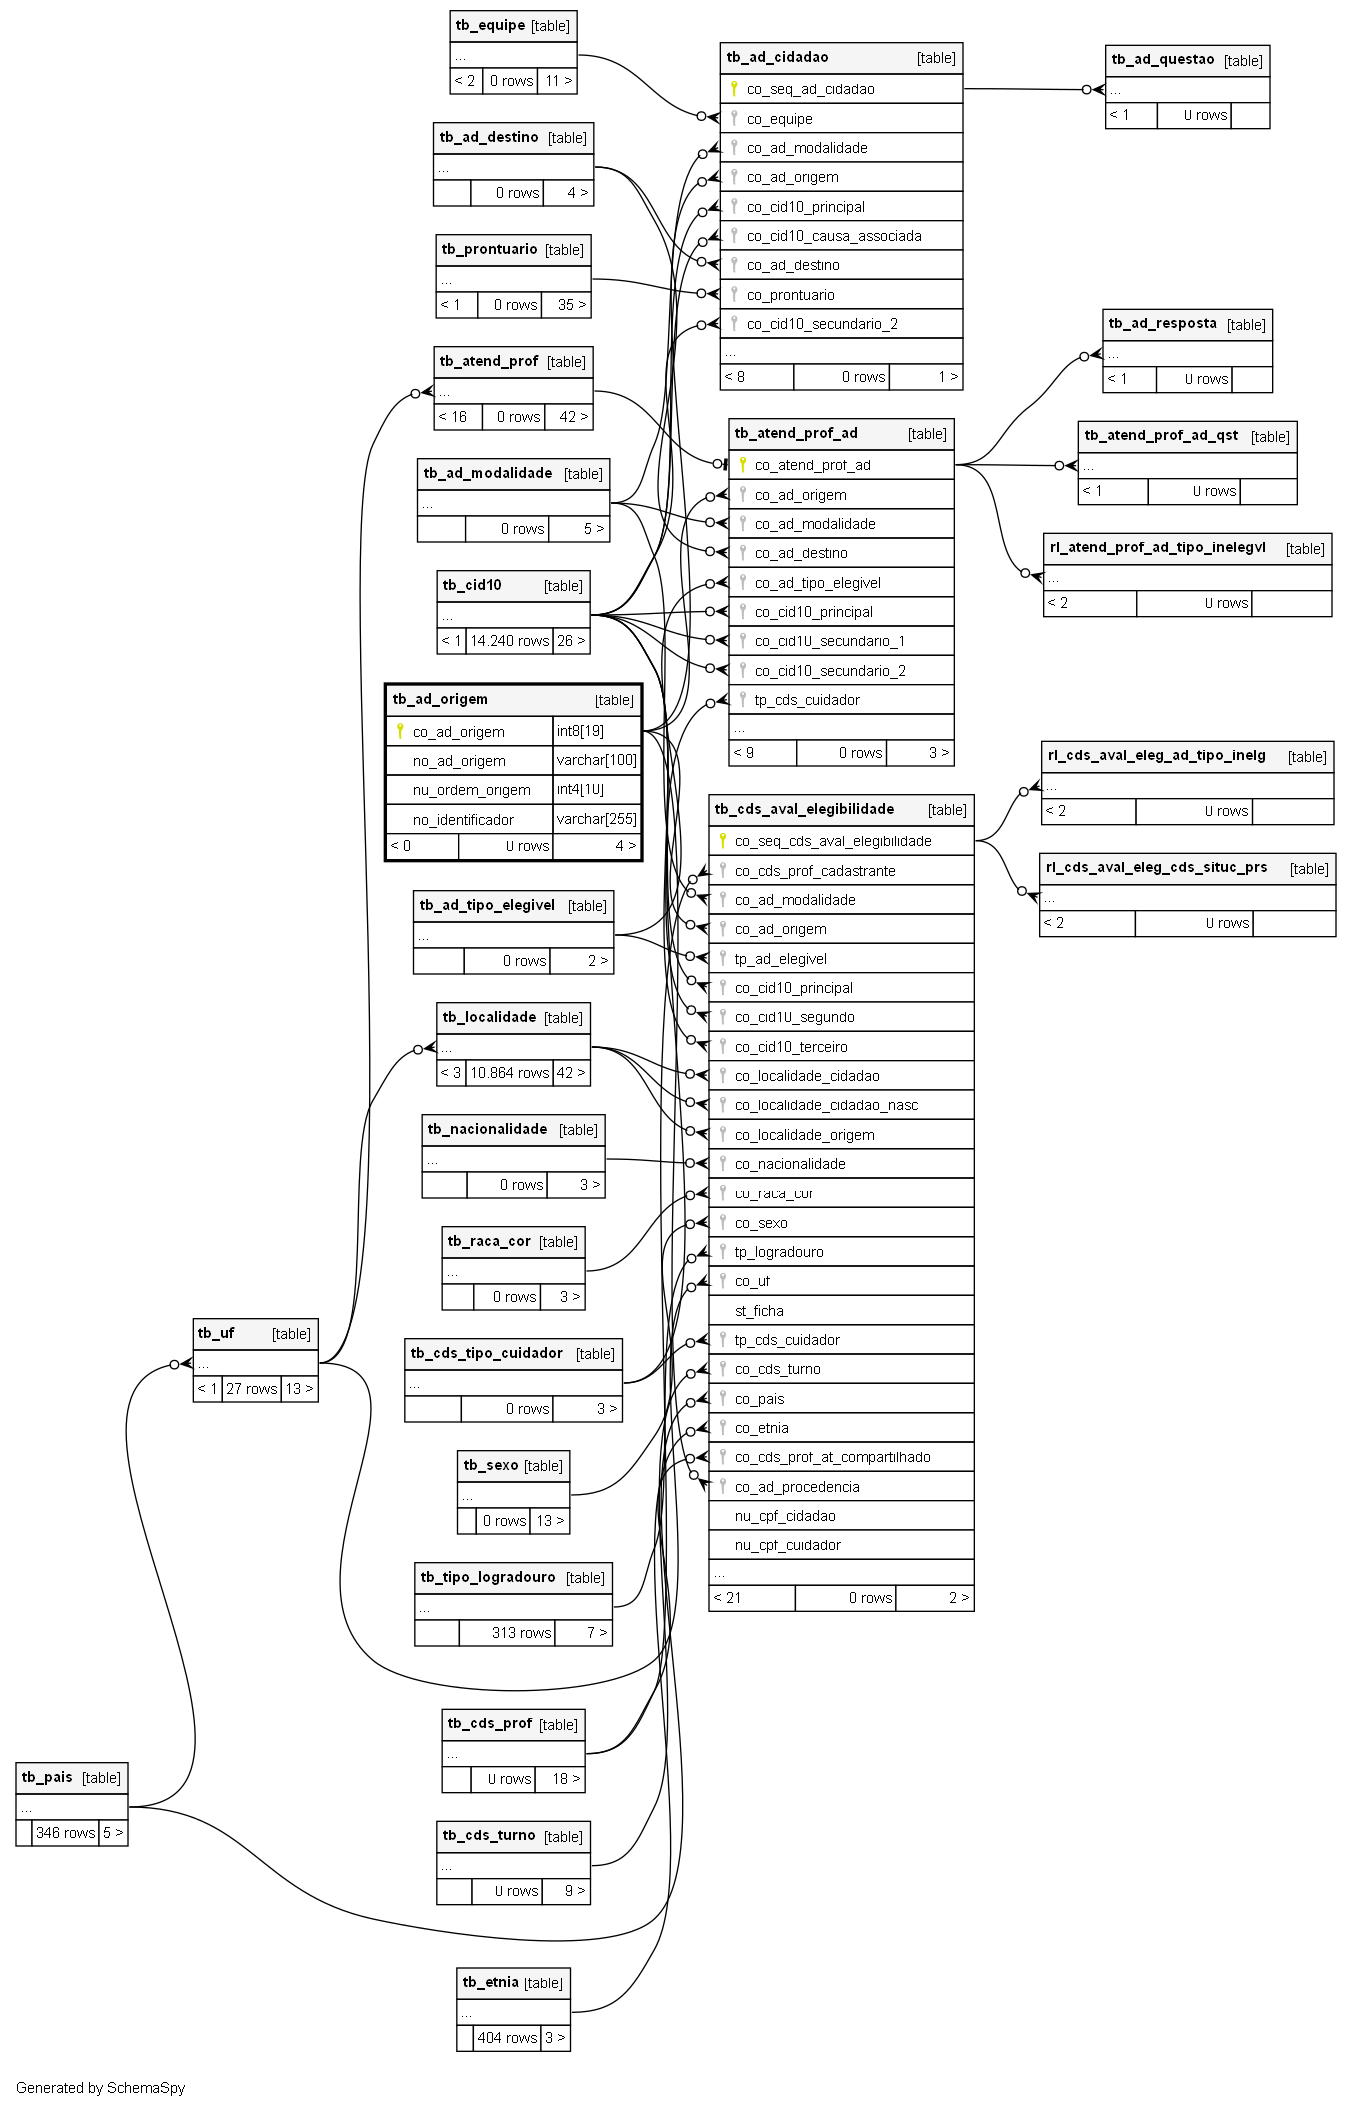 tb_equipe [table]
...
< 2 0 rows 11 >
tb_ad_destino [table]
...
0 rows 4 >
tb_prontuario [table]
...
< 1 0 rows 35 >
tb_atend_prof [table]
...
< 16 0 rows 42 >
tb_ad_modalidade [table]
...
0 rows 5 >
tb_cid10 [table]
...
< 1 14.240 rows 26 >
tb_ad_origem [table]
co_ad_origem int8[19]
no_ad_origem varchar[100]
nu_ordem_origem int4[10]
no_identificador varchar[255]
< 0 0 rows 4 >
tb_ad_tipo_elegivel [table]
...
0 rows 2 >
tb_localidade [table]
...
< 3 10.864 rows 42 >
tb_nacionalidade [table]
...
0 rows 3 >
tb_raca_cor [table]
...
0 rows 3 >
tb_uf [table]
...
< 1 27 rows 13 >
tb_cds_tipo_cuidador [table]
...
0 rows 3 >
tb_sexo [table]
...
0 rows 13 >
tb_tipo_logradouro [table]
...
313 rows 7 >
tb_cds_prof [table]
...
0 rows 18 >
tb_pais [table]
...
346 rows 5 >
tb_cds_turno [table]
...
0 rows 9 >
tb_etnia [table]
...
404 rows 3 >
tb_ad_cidadao [table]
co_seq_ad_cidadao
co_equipe
co_ad_modalidade
co_ad_origem
co_cid10_principal
co_cid10_causa_associada
co_ad_destino
co_prontuario
co_cid10_secundario_2
...
< 8 0 rows 1 >
tb_atend_prof_ad [table]
co_atend_prof_ad
co_ad_origem
co_ad_modalidade
co_ad_destino
co_ad_tipo_elegivel
co_cid10_principal
co_cid10_secundario_1
co_cid10_secundario_2
tp_cds_cuidador
...
< 9 0 rows 3 >
tb_cds_aval_elegibilidade [table]
co_seq_cds_aval_elegibilidade
co_cds_prof_cadastrante
co_ad_modalidade
co_ad_origem
tp_ad_elegivel
co_cid10_principal
co_cid10_segundo
co_cid10_terceiro
co_localidade_cidadao
co_localidade_cidadao_nasc
co_localidade_origem
co_nacionalidade
co_raca_cor
co_sexo
tp_logradouro
co_uf
st_ficha
tp_cds_cuidador
co_cds_turno
co_pais
co_etnia
co_cds_prof_at_compartilhado
co_ad_procedencia
nu_cpf_cidadao
nu_cpf_cuidador
...
< 21 0 rows 2 >
tb_ad_questao [table]
...
< 1 0 rows
tb_ad_resposta [table]
...
< 1 0 rows
tb_atend_prof_ad_qst [table]
...
< 1 0 rows
rl_atend_prof_ad_tipo_inelegvl [table]
...
< 2 0 rows
rl_cds_aval_eleg_ad_tipo_inelg [table]
...
< 2 0 rows
rl_cds_aval_eleg_cds_situc_prs [table]
...
< 2 0 rows
Generated by SchemaSpy